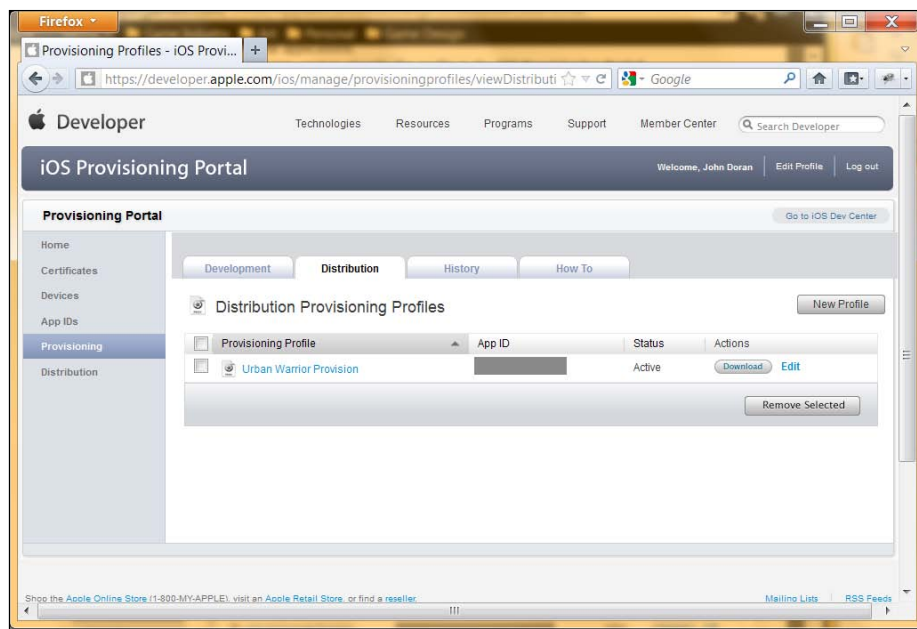 Firefox
Provisioning Profiles - iOS Provi...
https://developer.apple.com/ios/manage/provisioningprofiles/viewDistributi
Google
Developer
Technologies Resources Programs Support Member Center Search Developer
iOS Provisioning Portal
Welcome, John Doran Edit Profile Log out
Provisioning Portal
Go to iOS Dev Center
Home
Certificates
Devices
App IDs
Provisioning
Distribution
Development Distribution History How To
Distribution Provisioning Profiles
New Profile
Provisioning Profile App ID Status Actions
Urban Warrior Provision Active Download Edit
Remove Selected
Shop the Apple Online Store (1-800-MY-APPLE), visit an Apple Retail Store, or find a reseller.
Mailing Lists RSS Feeds